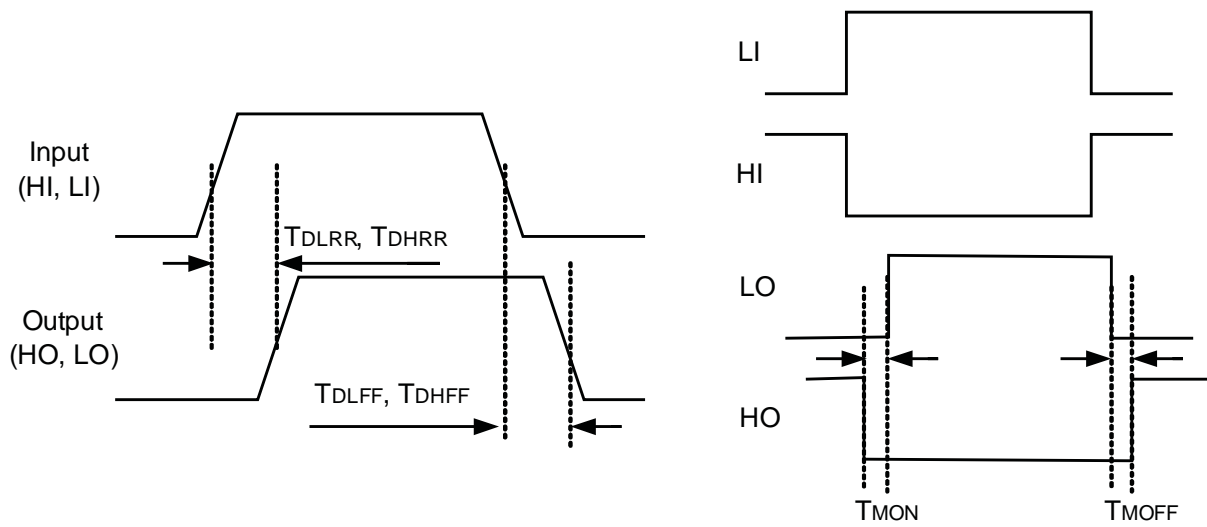 Input
(HI, LI)
TDLRR, TDHRR
Output
(HO, LO)
TDLFF, TDHFF
LI
HI
LO
HO
TMON
TMOFF